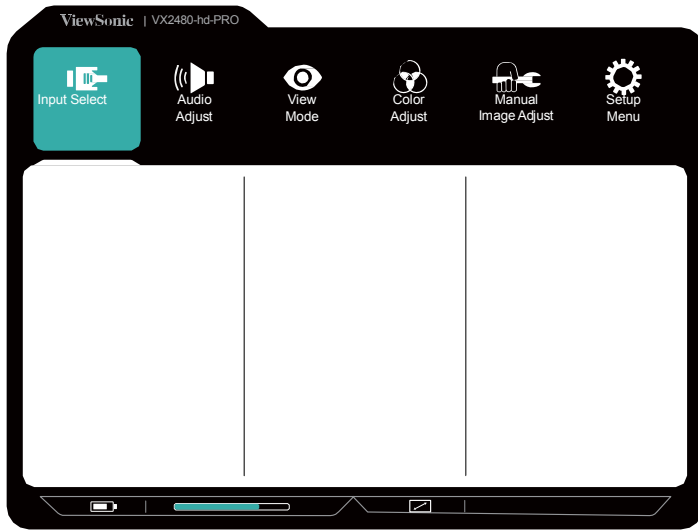 ViewSonic | VX2480-hd-PRO
Input Select
Audio
Adjust
View
Mode
Color
Adjust
Manual
Image Adjust
Setup
Menu